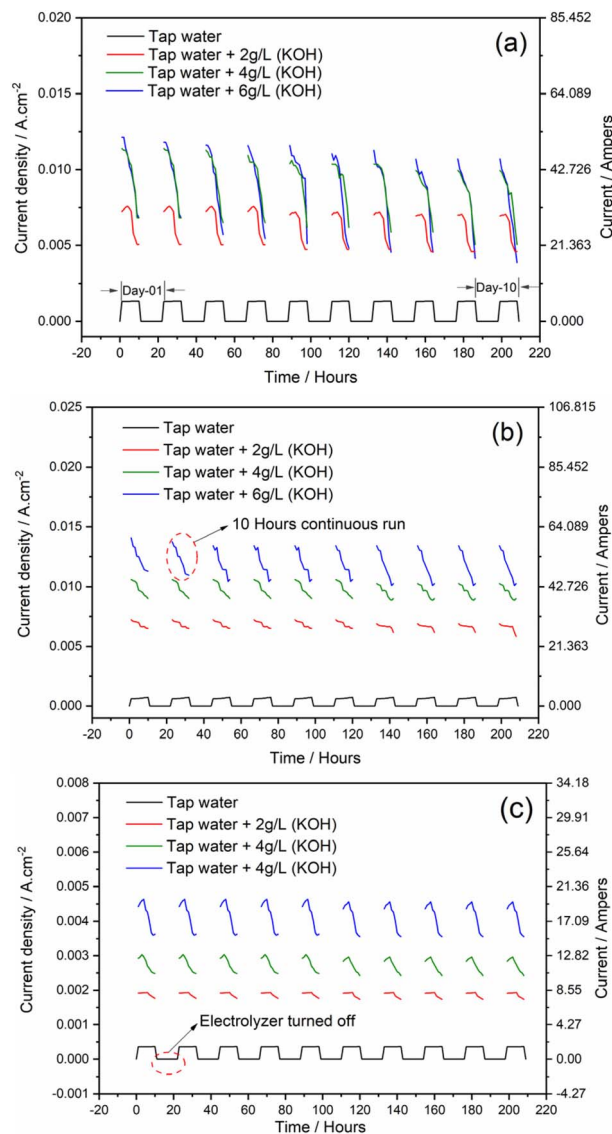 (a)
Tap water
Tap water + 2g/L (KOH)
Tap water + 4g/L (KOH)
Tap water + 6g/L (KOH)
0.020
0.015
0.010
0.005
0.000
Current density / A.cm-2
85.452
64.089
42.726
21.363
0.000
Current / Ampers
Day-01
Day-10
-20 0 20 40 60 80 100 120 140 160 180 200 220
Time / Hours
(b)
Tap water
Tap water + 2g/L (KOH)
Tap water + 4g/L (KOH)
Tap water + 6g/L (KOH)
10 Hours continuous run
0.025
0.020
0.015
0.010
0.005
0.000
Current density / A.cm-2
106.815
85.452
64.089
42.726
21.363
0.000
Current / Ampers
-20 0 20 40 60 80 100 120 140 160 180 200 220
Time / Hours
(c)
Tap water
Tap water + 2g/L (KOH)
Tap water + 4g/L (KOH)
Tap water + 4g/L (KOH)
Electrolyzer turned off
0.008
0.007
0.006
0.005
0.004
0.003
0.002
0.001
0.000
-0.001
Current density / A.cm-2
34.18
29.91
25.64
21.36
17.09
12.82
8.55
4.27
0.00
-4.27
Current / Ampers
-20 0 20 40 60 80 100 120 140 160 180 200 220
Time / Hours